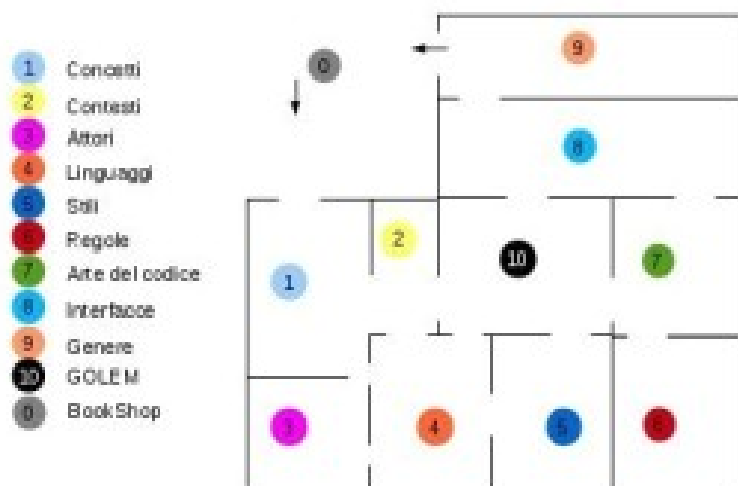 1 Concetti
2 Contesti
3 Attori
4 Linguaggi
5 Stili
6 Regole
7 Arte del codice
8 Interfacce
9 Genere
10 GOLEM
0 BookShop
0
9
8
2
10
7
1
3
4
5
6